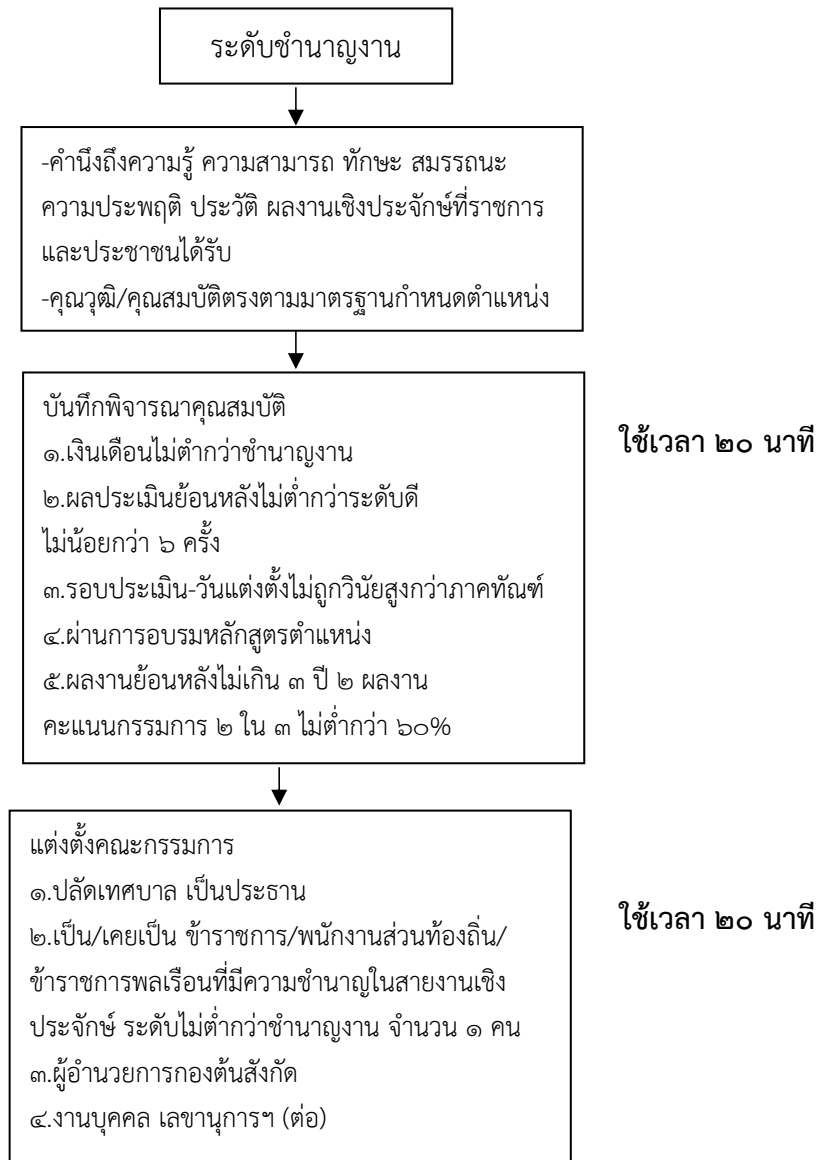 ระดับชำนาญงาน
-คำนึงถึงความรู้ ความสามารถ ทักษะ สมรรถนะ
ความประพฤติ ประวัติ ผลงานเชิงประจักษ์ที่ราชการ
และประชาชนได้รับ
-คุณวุฒิ/คุณสมบัติตรงตามมาตรฐานกำหนดตำแหน่ง
บันทึกพิจารณาคุณสมบัติ
๑.เงินเดือนไม่ตำกว่าชำนาญงาน
๒.ผลประเมินย้อนหลังไม่ต่ำกว่าระดับดี
ไม่น้อยกว่า ๖ ครั้ง
๓.รอบประเมิน-วันแต่งตั้งไม่ถูกวินัยสูงกว่าภาคทัณฑ์
๔.ผ่านการอบรมหลักสูตรตำแหน่ง
๕.ผลงานย้อนหลังไม่เกิน ๓ ปี ๒ ผลงาน
คะแนนกรรมการ ๒ ใน ๓ ไม่ต่ำกว่า ๖๐%
ใช้เวลา ๒๐ นาที
แต่งตั้งคณะกรรมการ
๑.ปลัดเทศบาล เป็นประธาน
๒.เป็น/เคยเป็น ข้าราชการ/พนักงานส่วนท้องถิ่น/
ข้าราชการพลเรือนที่มีความชำนาญในสายงานเชิง
ประจักษ์ ระดับไม่ต่ำกว่าชำนาญงาน จำนวน ๑ คน
๓.ผู้อำนวยการกองต้นสังกัด
๔.งานบุคคล เลขานุการฯ (ต่อ)
ใช้เวลา ๒๐ นาที